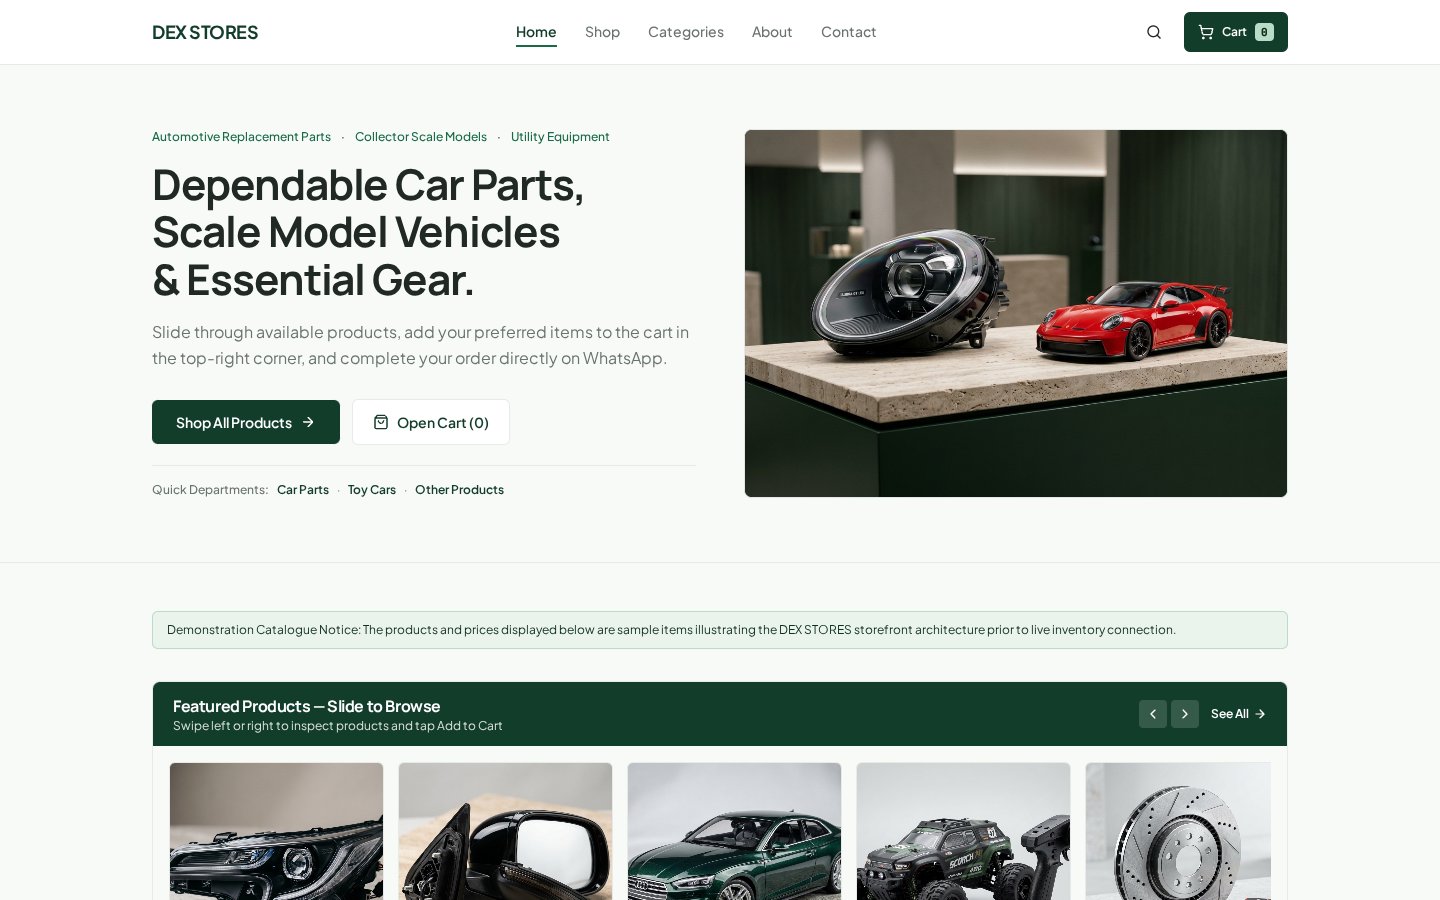 DEX STORES
Home
Shop
Categories
About
Contact
Cart
0
Automotive Replacement Parts · Collector Scale Models · Utility Equipment
Dependable Car Parts,
Scale Model Vehicles
& Essential Gear.
Slide through available products, add your preferred items to the cart in
the top-right corner, and complete your order directly on WhatsApp.
Shop All Products
Open Cart (0)
Quick Departments: Car Parts · Toy Cars · Other Products
Demonstration Catalogue Notice: The products and prices displayed below are sample items illustrating the DEX STORES storefront architecture prior to live inventory connection.
Featured Products — Slide to Browse
Swipe left or right to inspect products and tap Add to Cart
See All